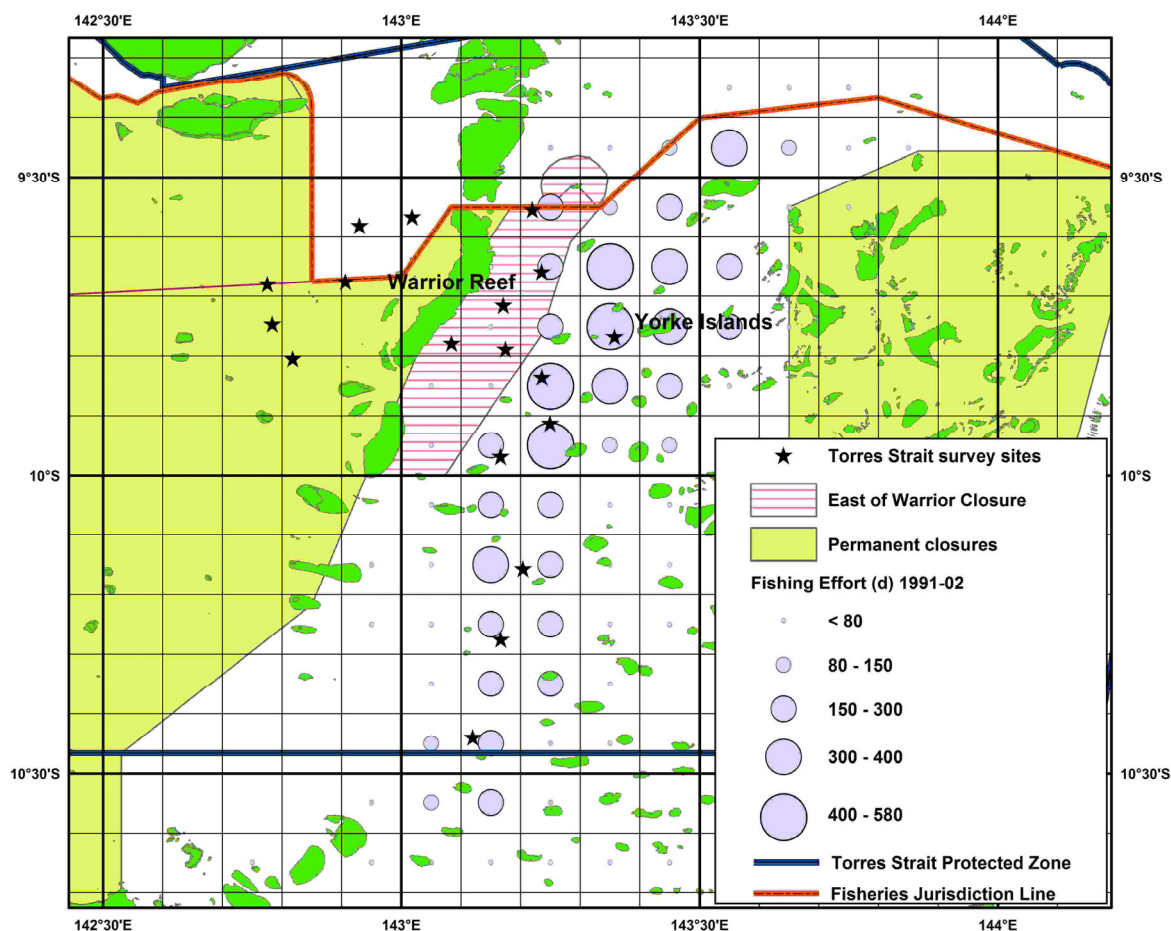 142°30'E 143°E 143°30'E 144°E
9°30'S 9°30'S
Warrior Reef
Yorke Islands
10°S 10°S
Torres Strait survey sites
East of Warrior Closure
Permanent closures
Fishing Effort (d) 1991-02
< 80
80 - 150
150 - 300
300 - 400
400 - 580
10°30'S 10°30'S
Torres Strait Protected Zone
Fisheries Jurisdiction Line
142°30'E 143°E 143°30'E 144°E